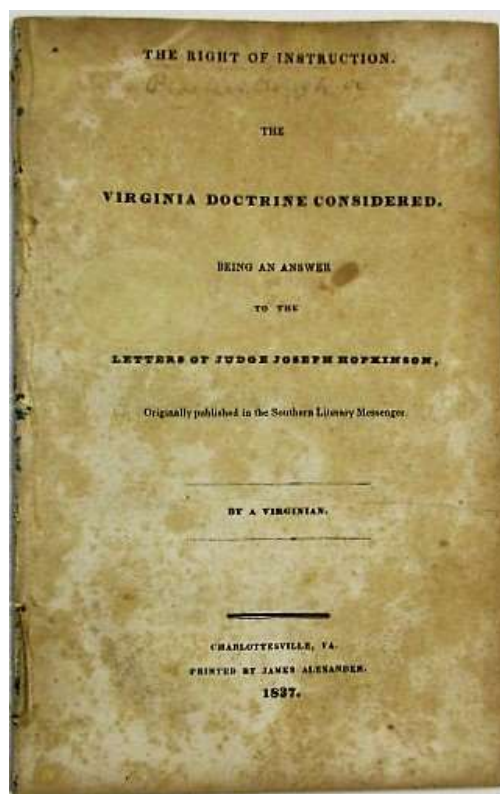 THE RIGHT OF INSTRUCTION.
THE
VIRGINIA DOCTRINE CONSIDERED.
BEING AN ANSWER
TO THE
LETTERS OF JUDGE JOSEPH HOPKINSON,
Originally published in the Southern Literary Messenger.
BY A VIRGINIAN.
CHARLOTTESVILLE, VA.
PRINTED BY JAMES ALEXANDER.
1837.